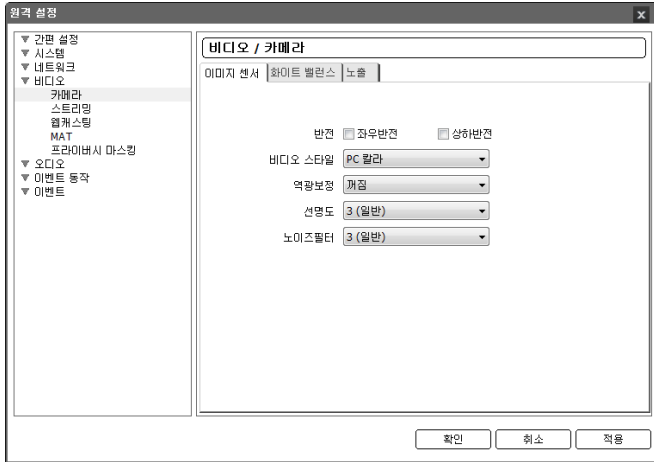 원격 설정
간편 설정
시스템
네트워크
비디오
카메라
스트리밍
웹캐스팅
MAT
프라이버시 마스킹
오디오
이벤트 동작
이벤트
비디오 / 카메라
이미지 센서 화이트 밸런스 노출
반전 좌우반전 상하반전
비디오 스타일 PC 칼라
역광보정 꺼짐
선명도 3 (일반)
노이즈필터 3 (일반)
확인 취소 적용